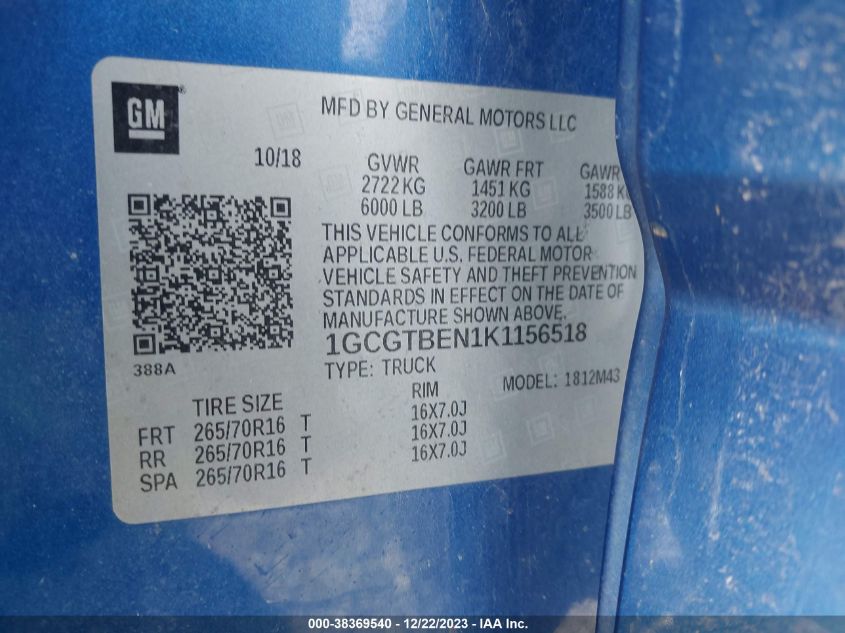 GM
MFD BY GENERAL MOTORS LLC
10/18
GVWR GAWR FRT GAWR
2722 KG 1451 KG 1588 KG
6000 LB 3200 LB 3500 LB
THIS VEHICLE CONFORMS TO ALL
APPLICABLE U.S. FEDERAL MOTOR
VEHICLE SAFETY AND THEFT PREVENTION
STANDARDS IN EFFECT ON THE DATE OF
MANUFACTURE SHOWN ABOVE.
1GCGTBEN1K1156518
388A
TYPE: TRUCK MODEL: 1812M43
TIRE SIZE RIM
FRT 265/70R16 T 16X7.0J
RR 265/70R16 T 16X7.0J
SPA 265/70R16 T 16X7.0J
000-38369540 - 12/22/2023 - IAA Inc.